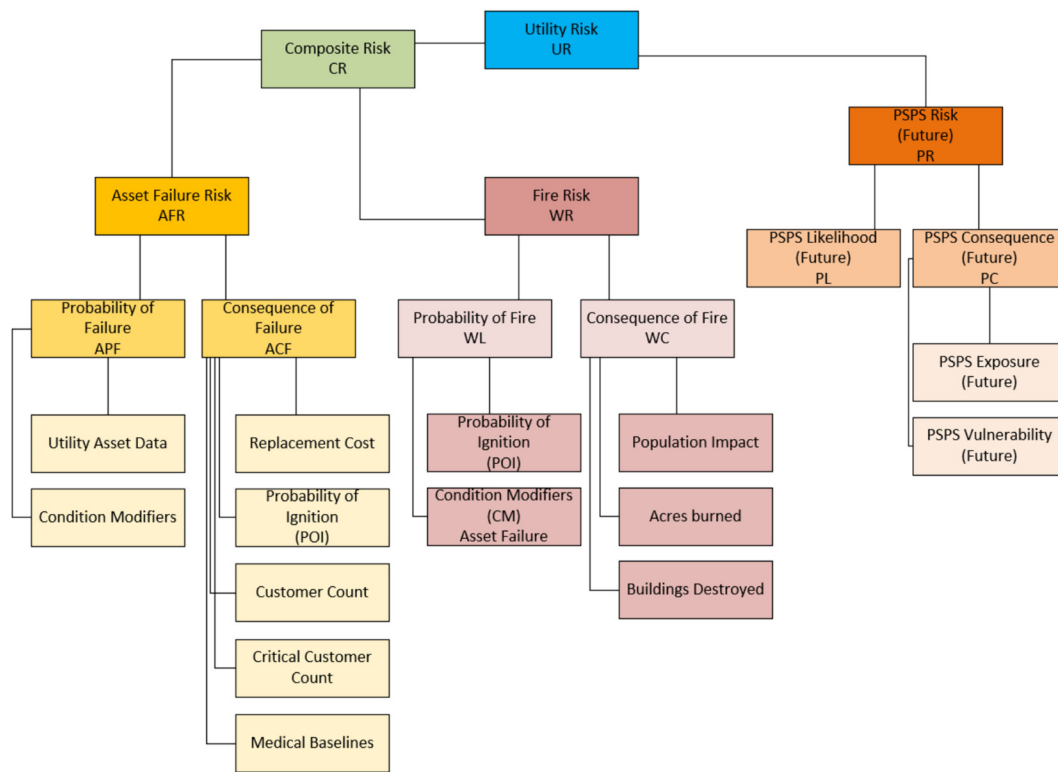 Utility Risk
UR
Composite Risk
CR
PSPS Risk
(Future)
PR
Asset Failure Risk
AFR
Fire Risk
WR
PSPS Likelihood
(Future)
PL
PSPS Consequence
(Future)
PC
Probability of
Failure
APF
Consequence of
Failure
ACF
Probability of Fire
WL
Consequence of Fire
WC
PSPS Exposure
(Future)
PSPS Vulnerability
(Future)
Utility Asset Data
Condition Modifiers
Replacement Cost
Probability of
Ignition
(POI)
Customer Count
Critical Customer
Count
Medical Baselines
Probability of
Ignition
(POI)
Condition Modifiers
(CM)
Asset Failure
Population Impact
Acres burned
Buildings Destroyed